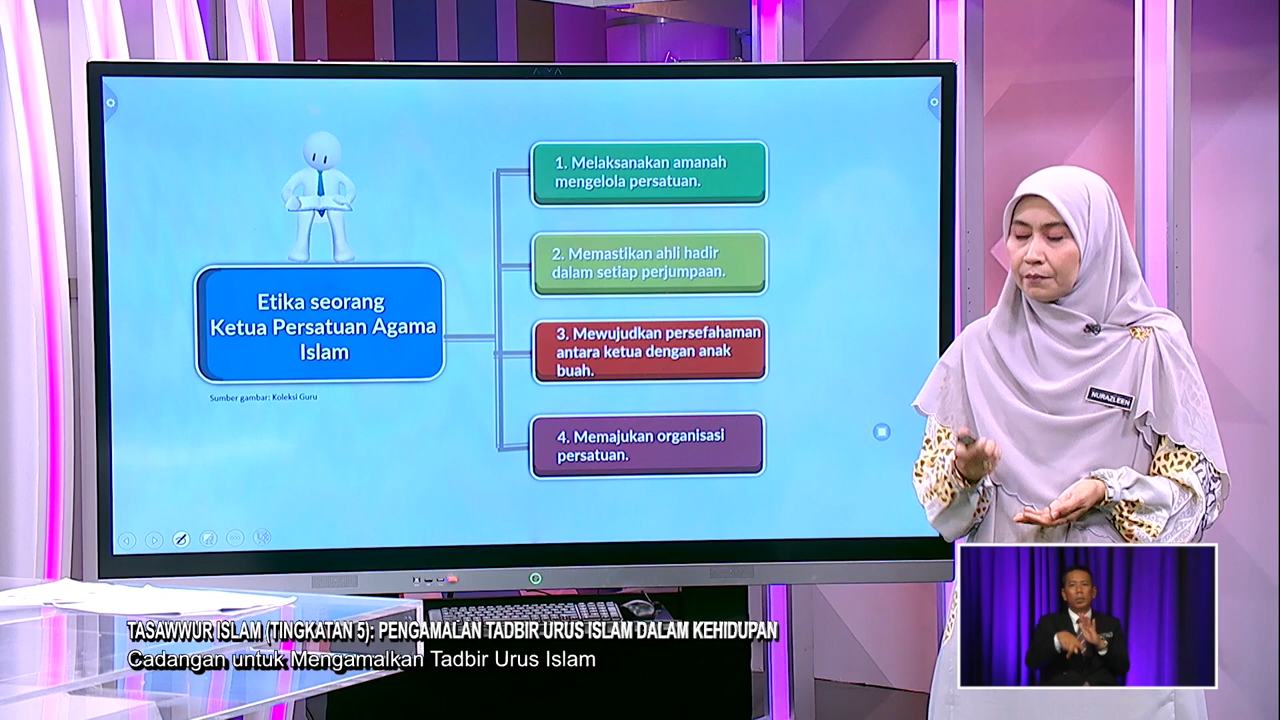 Etika seorang
Ketua Persatuan Agama
Islam
Sumber gambar: Koleksi Guru
1. Melaksanakan amanah
mengelola persatuan.
2. Memastikan ahli hadir
dalam setiap perjumpaan.
3. Mewujudkan persefahaman
antara ketua dengan anak
buah.
4. Memajukan organisasi
persatuan.
NURAZLEEN
TASAWWUR ISLAM (TINGKATAN 5): PENGAMALAN TADBIR URUS ISLAM DALAM KEHIDUPAN
Cadangan untuk Mengamalkan Tadbir Urus Islam